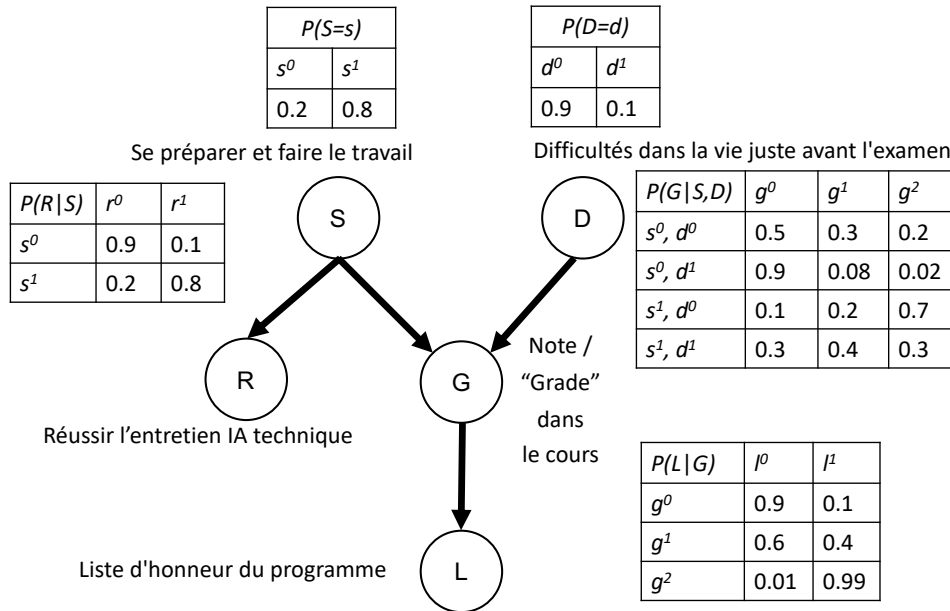 P(S=s)
s⁰ s¹
0.2 0.8
P(D=d)
d⁰ d¹
0.9 0.1
Se préparer et faire le travail
Difficultés dans la vie juste avant l'examen
P(R|S) r⁰ r¹
s⁰ 0.9 0.1
s¹ 0.2 0.8
S
D
P(G|S,D) g⁰ g¹ g²
s⁰, d⁰ 0.5 0.3 0.2
s⁰, d¹ 0.9 0.08 0.02
s¹, d⁰ 0.1 0.2 0.7
s¹, d¹ 0.3 0.4 0.3
R
G
Note /
“Grade”
dans
le cours
Réussir l’entretien IA technique
P(L|G) l⁰ l¹
g⁰ 0.9 0.1
g¹ 0.6 0.4
g² 0.01 0.99
Liste d'honneur du programme
L